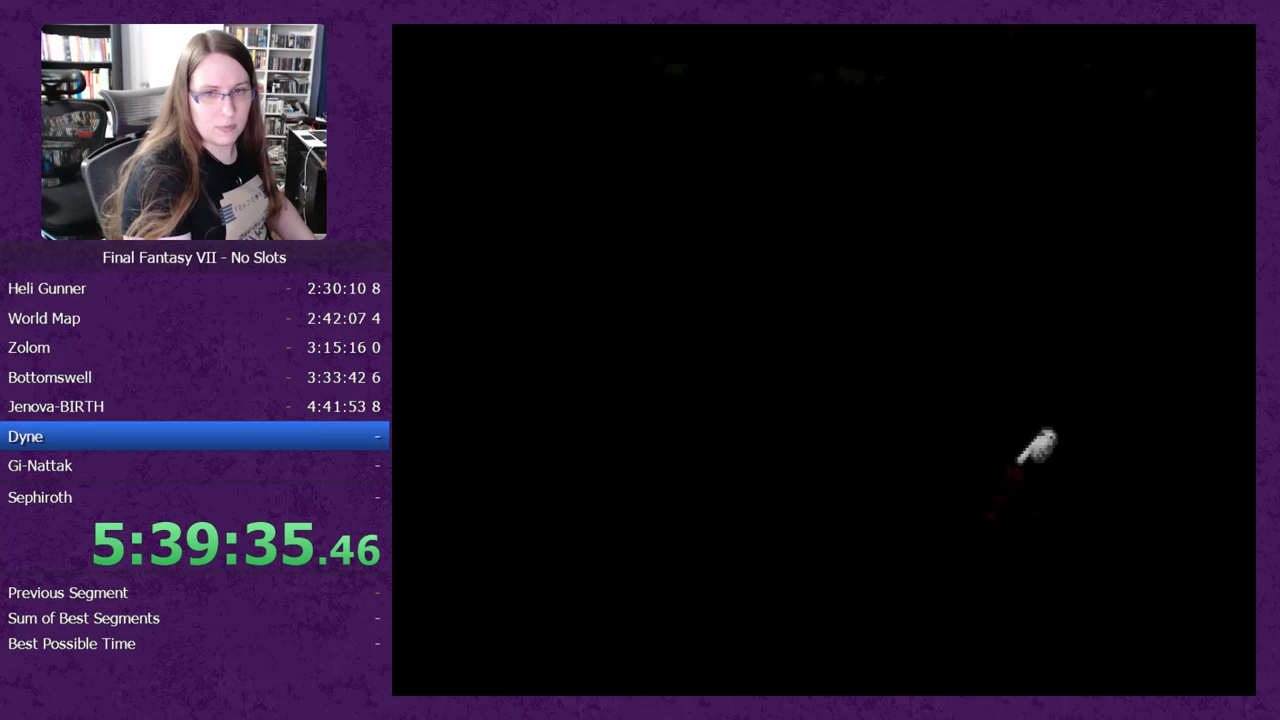 Final Fantasy VII - No Slots
Heli Gunner - 2:30:10 8
World Map - 2:42:07 4
Zolom - 3:15:16 0
Bottomswell - 3:33:42 6
Jenova-BIRTH - 4:41:53 8
Dyne -
Gi-Nattak -
Sephiroth -
5:39:35.46
Previous Segment -
Sum of Best Segments -
Best Possible Time -